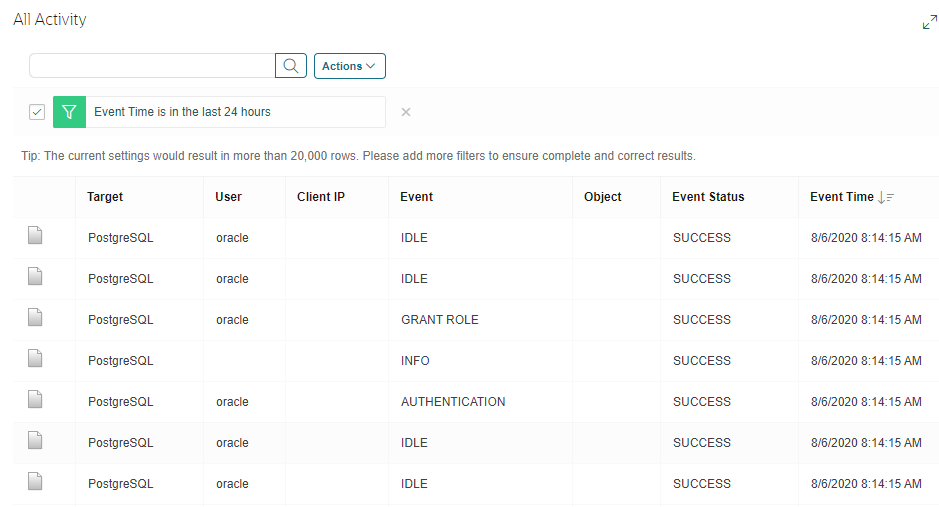 All Activity
Actions
Event Time is in the last 24 hours
Tip: The current settings would result in more than 20,000 rows. Please add more filters to ensure complete and correct results.
Target User Client IP Event Object Event Status Event Time
PostgreSQL oracle IDLE SUCCESS 8/6/2020 8:14:15 AM
PostgreSQL oracle IDLE SUCCESS 8/6/2020 8:14:15 AM
PostgreSQL oracle GRANT ROLE SUCCESS 8/6/2020 8:14:15 AM
PostgreSQL INFO SUCCESS 8/6/2020 8:14:15 AM
PostgreSQL oracle AUTHENTICATION SUCCESS 8/6/2020 8:14:15 AM
PostgreSQL oracle IDLE SUCCESS 8/6/2020 8:14:15 AM
PostgreSQL oracle IDLE SUCCESS 8/6/2020 8:14:15 AM